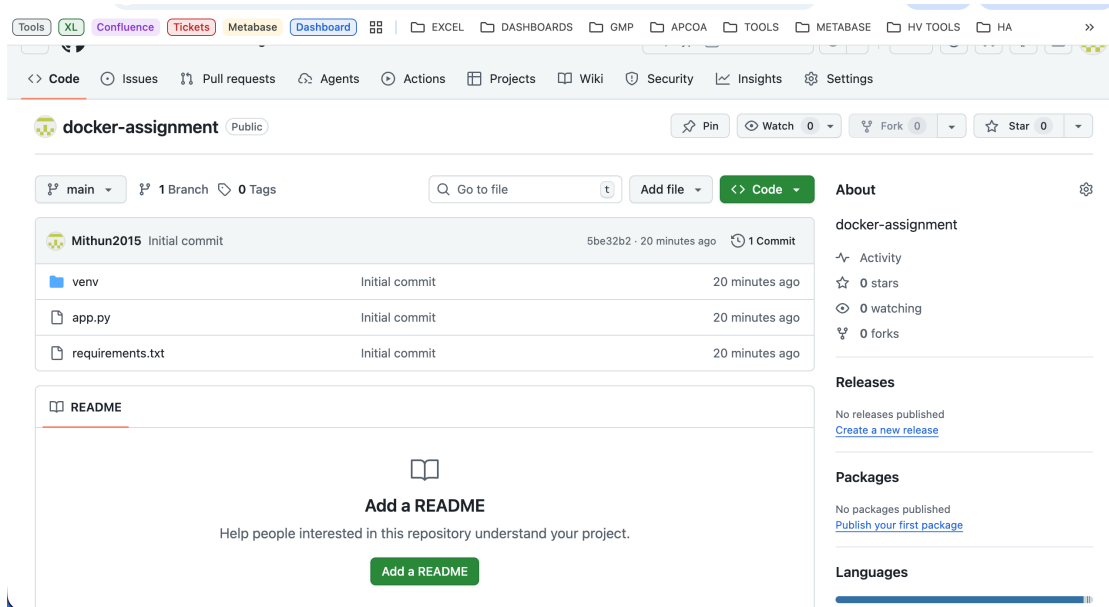 Tools XL Confluence Tickets Metabase Dashboard EXCEL DASHBOARDS GMP APCOA TOOLS METABASE HV TOOLS HA »
<> Code Issues Pull requests Agents Actions Projects Wiki Security Insights Settings
docker-assignment Public Pin Watch 0 Fork 0 Star 0
main 1 Branch 0 Tags Go to file t Add file <> Code
Mithun2015 Initial commit 5be32b2 · 20 minutes ago 1 Commit
venv Initial commit 20 minutes ago
app.py Initial commit 20 minutes ago
requirements.txt Initial commit 20 minutes ago
README
Add a README
Help people interested in this repository understand your project.
Add a README
About
docker-assignment
Activity
0 stars
0 watching
0 forks
Releases
No releases published
Create a new release
Packages
No packages published
Publish your first package
Languages